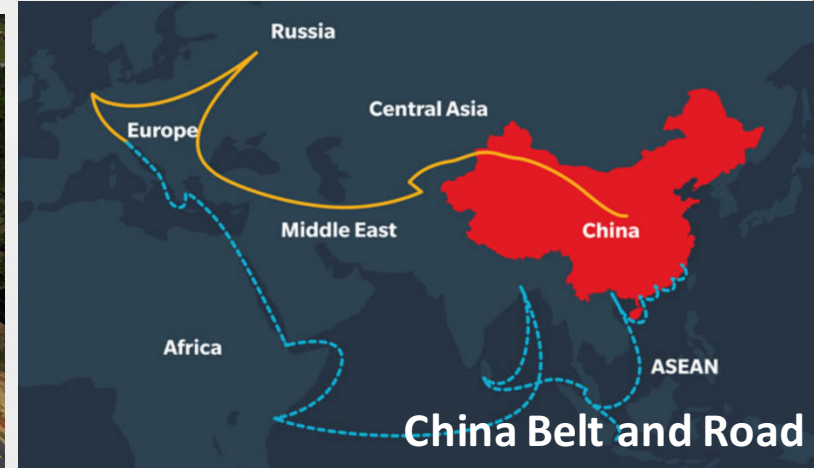 Russia
Central Asia
Europe
Middle East
China
Africa
ASEAN
China Belt and Road